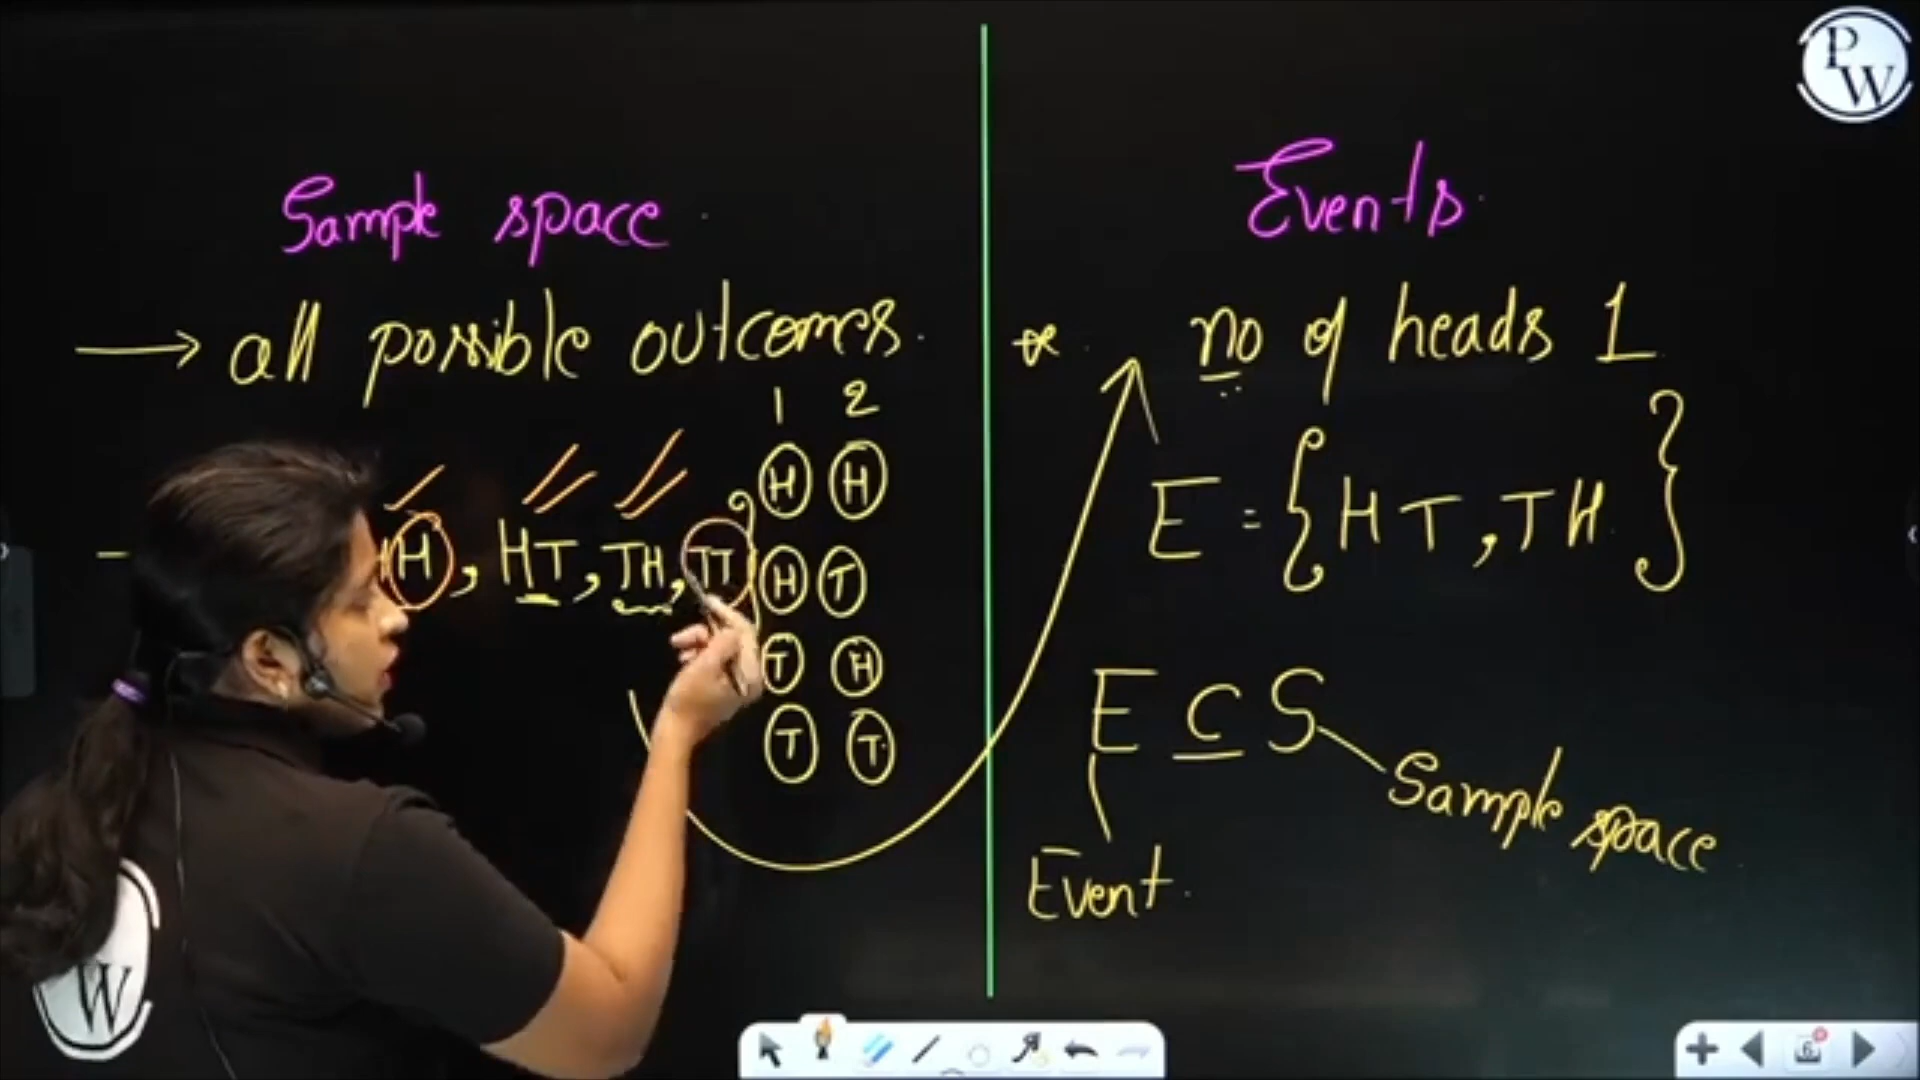 PW
Sample space
→ all possible outcomes.
1 2
H H
H, HT, TH, TT
H T
T H
T T
Events
* no of heads 1
E = {HT, TH}
E ⊆ S
Sample space
Event.
W
6